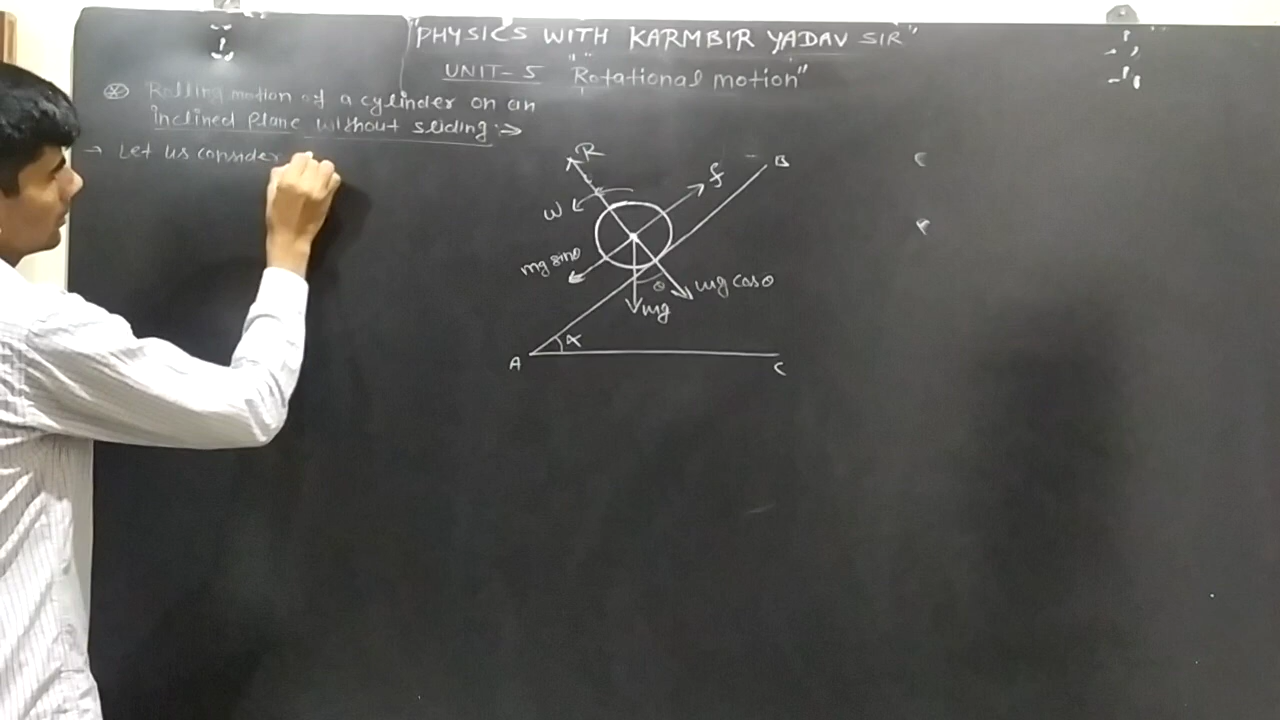 "PHYSICS WITH KARMBIR YADAV SIR"
UNIT-5 "Rotational motion"
Rolling motion of a cylinder on an
inclined plane without sliding :→
→ Let us consider
R
f
B
ω
mg sinθ
θ
mg cosθ
mg
A
α
C